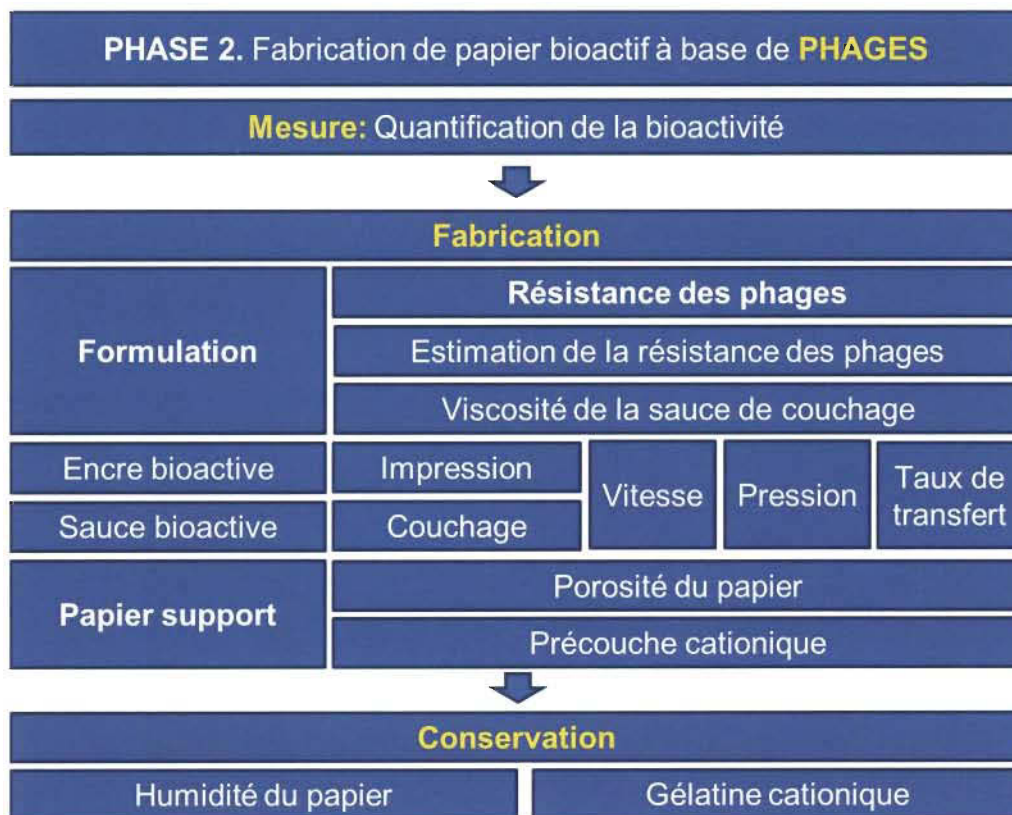 PHASE 2. Fabrication de papier bioactif à base de PHAGES
Mesure: Quantification de la bioactivité
Fabrication
Formulation
Résistance des phages
Estimation de la résistance des phages
Viscosité de la sauce de couchage
Encre bioactive
Impression
Sauce bioactive
Couchage
Vitesse
Pression
Taux de
transfert
Papier support
Porosité du papier
Précouche cationique
Conservation
Humidité du papier
Gélatine cationique